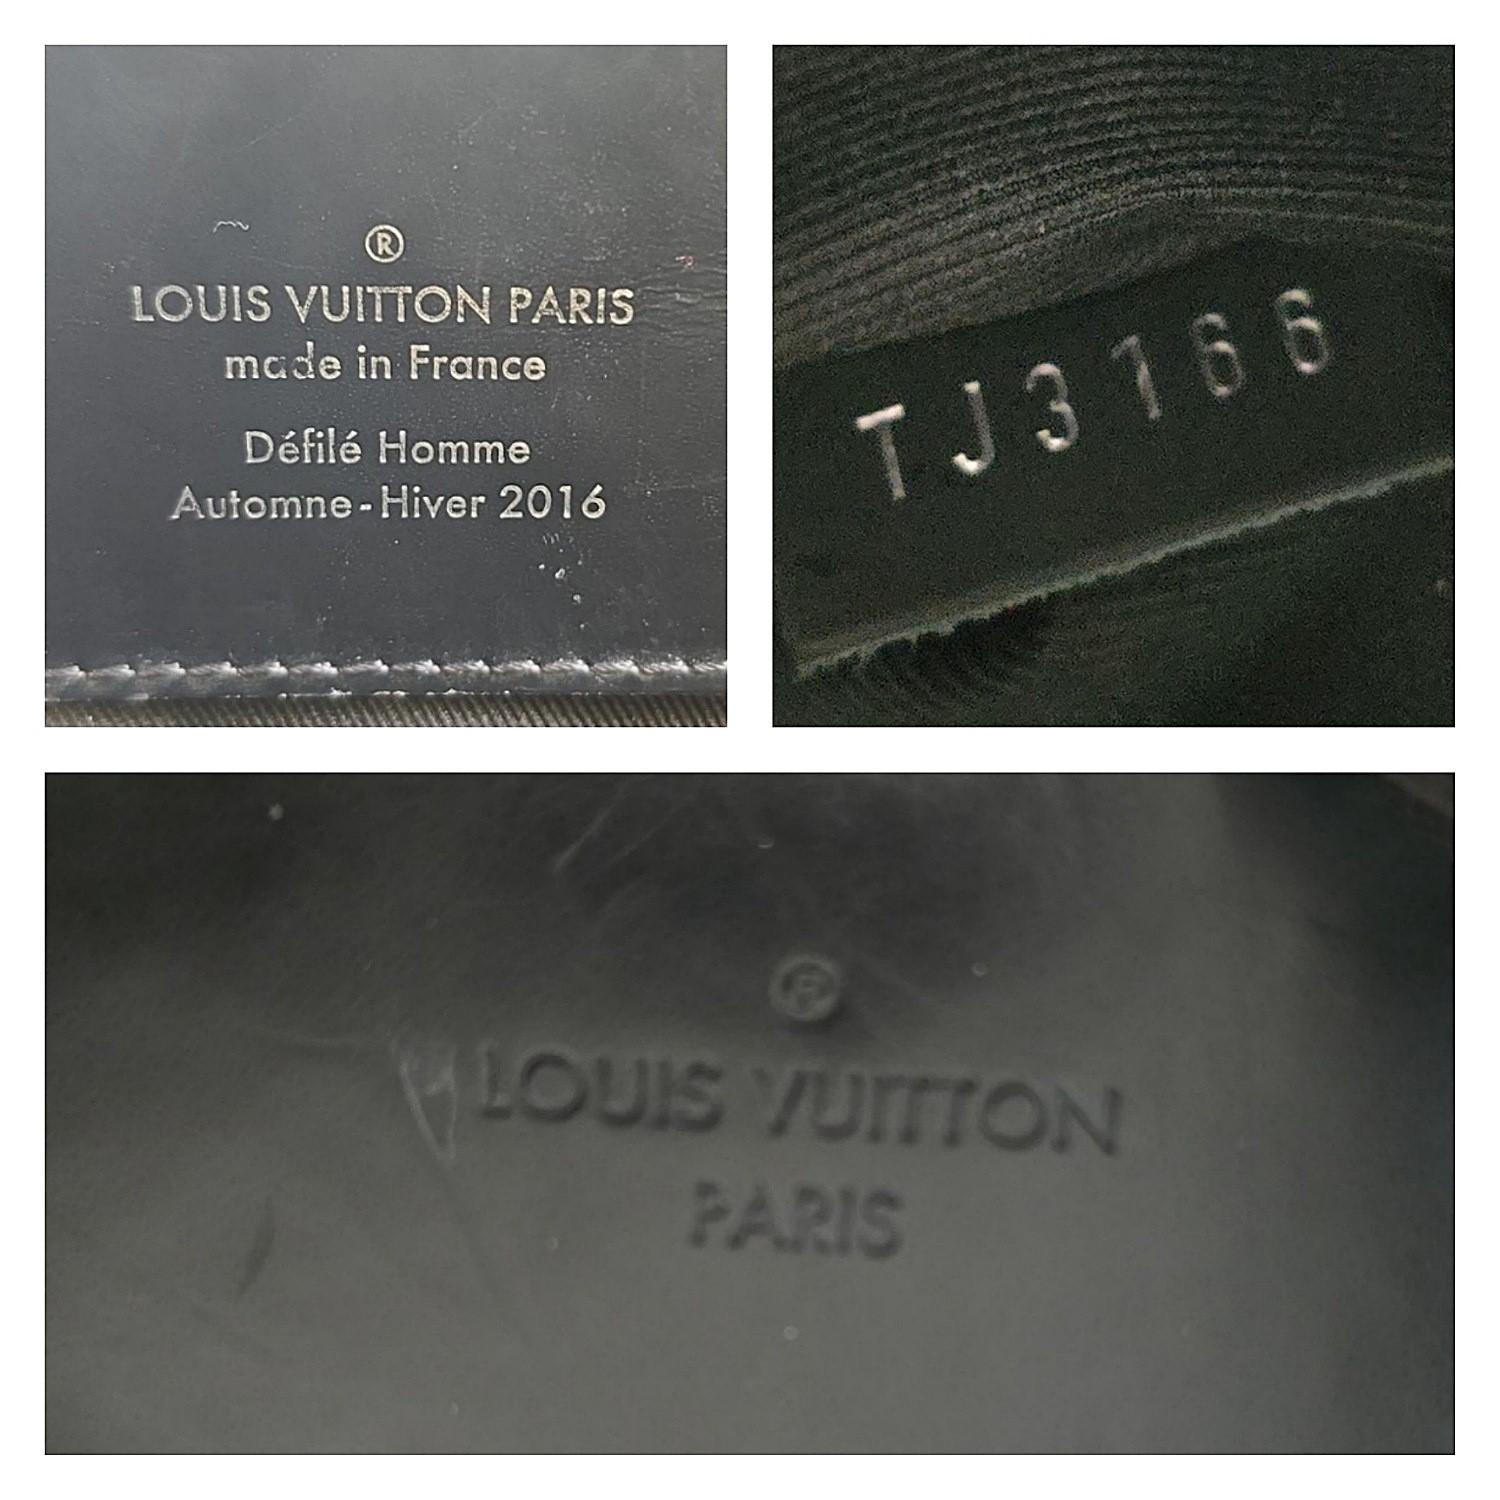 ®
LOUIS VUITTON PARIS
made in France
Défilé Homme
Automne-Hiver 2016
TJ3166
®
LOUIS VUITTON
PARIS